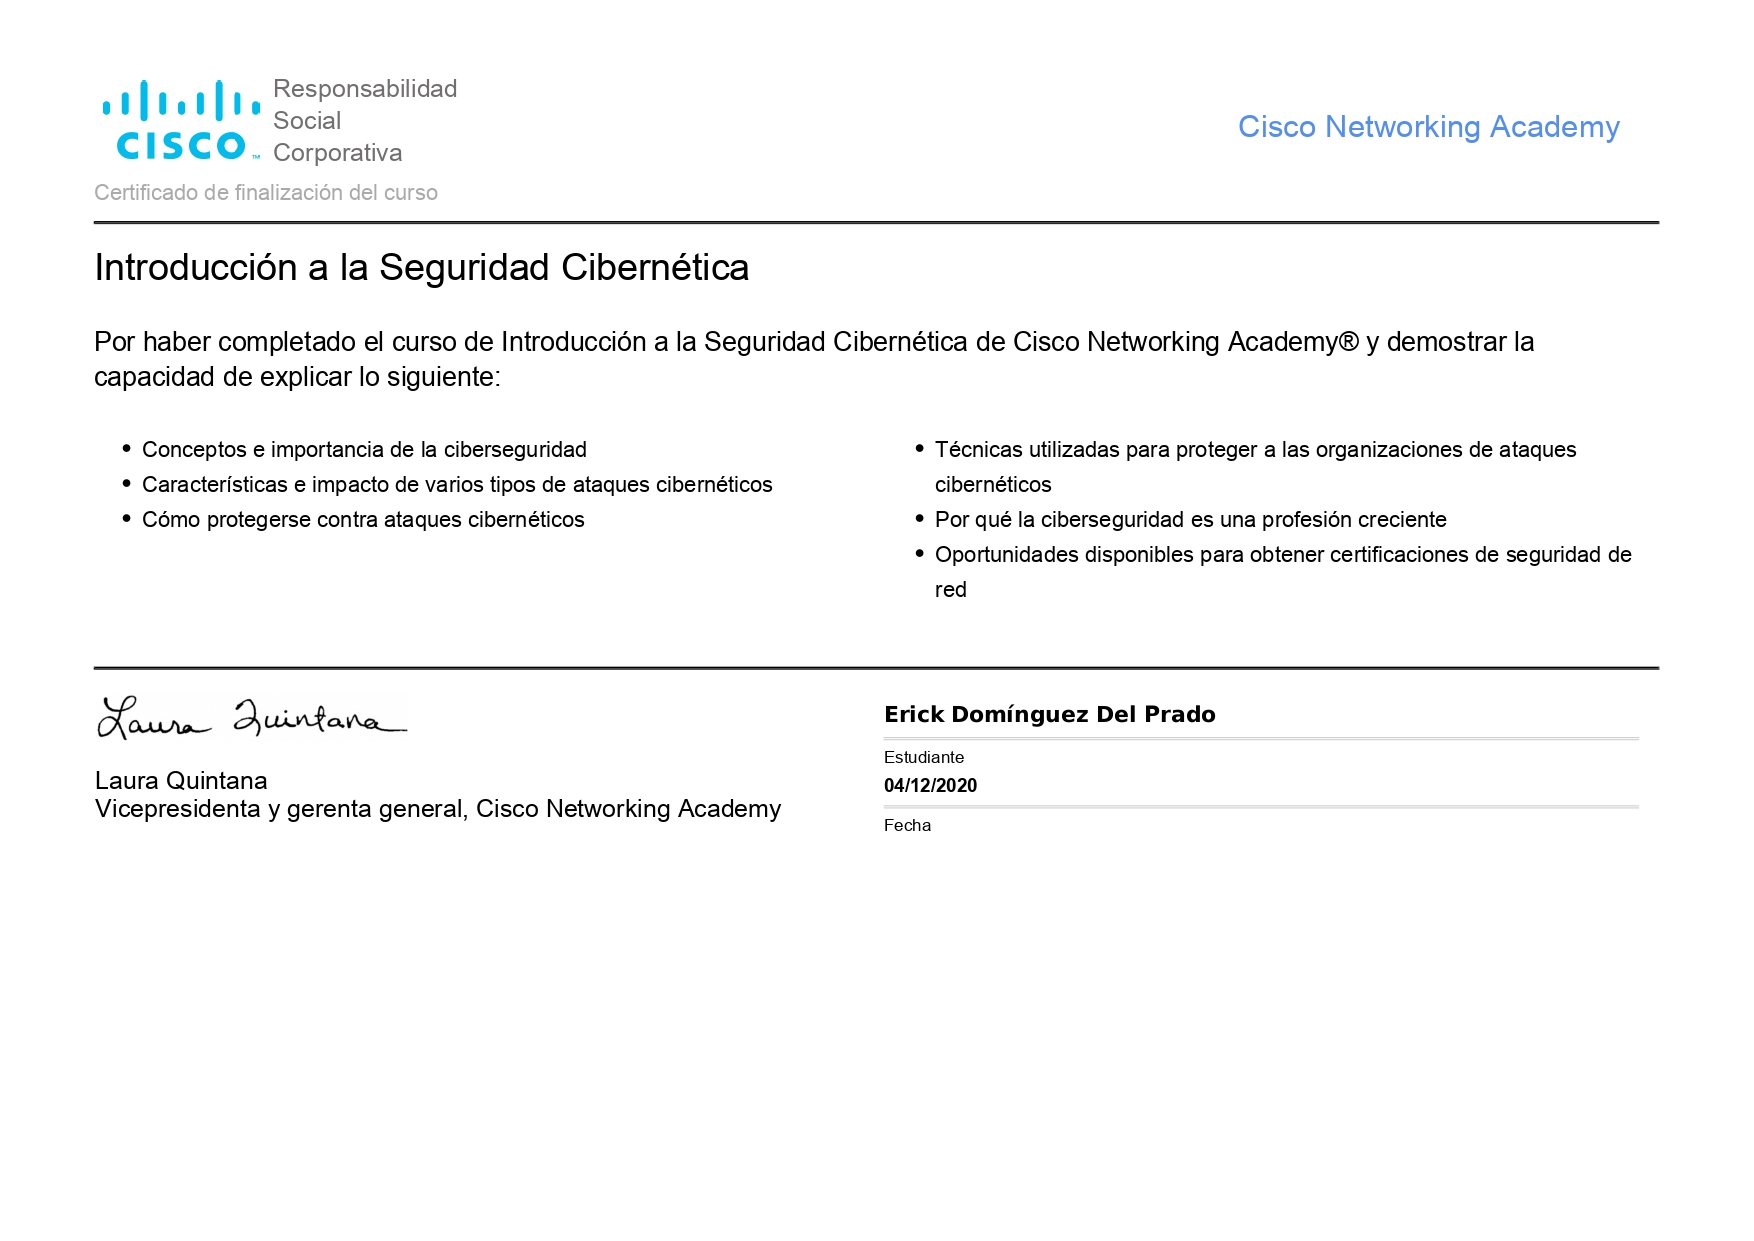 Responsabilidad
Social
Corporativa
CISCO™
Cisco Networking Academy
Certificado de finalización del curso
Introducción a la Seguridad Cibernética
Por haber completado el curso de Introducción a la Seguridad Cibernética de Cisco Networking Academy® y demostrar la
capacidad de explicar lo siguiente:
• Conceptos e importancia de la ciberseguridad
• Características e impacto de varios tipos de ataques cibernéticos
• Cómo protegerse contra ataques cibernéticos
• Técnicas utilizadas para proteger a las organizaciones de ataques
cibernéticos
• Por qué la ciberseguridad es una profesión creciente
• Oportunidades disponibles para obtener certificaciones de seguridad de
red
Laura Quintana
Laura Quintana
Vicepresidenta y gerenta general, Cisco Networking Academy
Erick Domínguez Del Prado
Estudiante
04/12/2020
Fecha